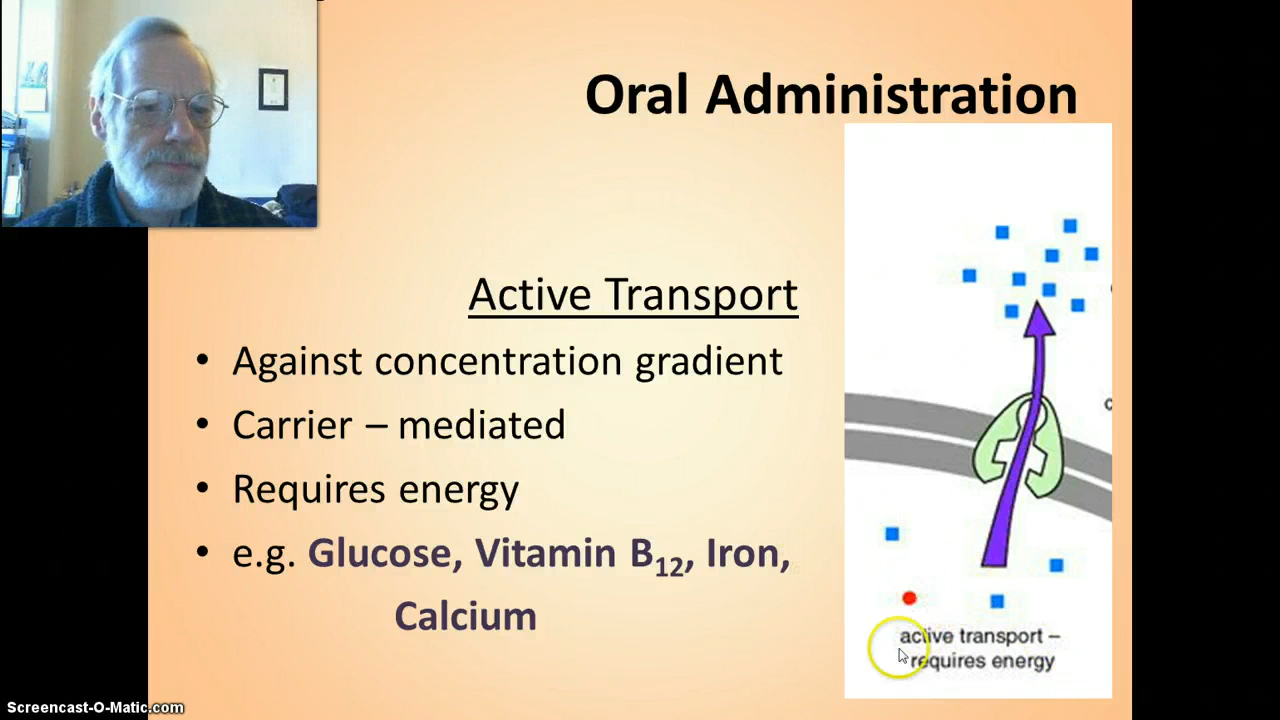 Oral Administration
Active Transport
• Against concentration gradient
• Carrier – mediated
• Requires energy
• e.g. Glucose, Vitamin B₁₂, Iron,
Calcium
active transport –
requires energy
Screencast-O-Matic.com